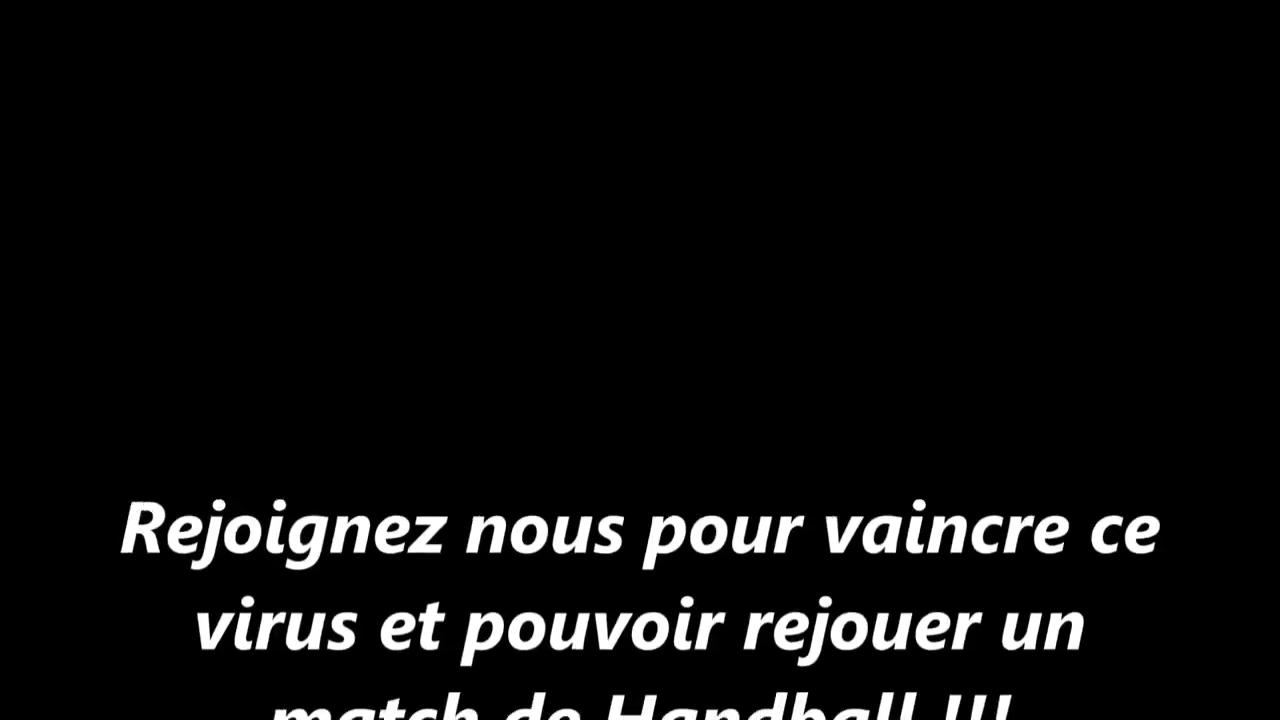 Rejoignez nous pour vaincre ce
virus et pouvoir rejouer un
match de Handball !!!